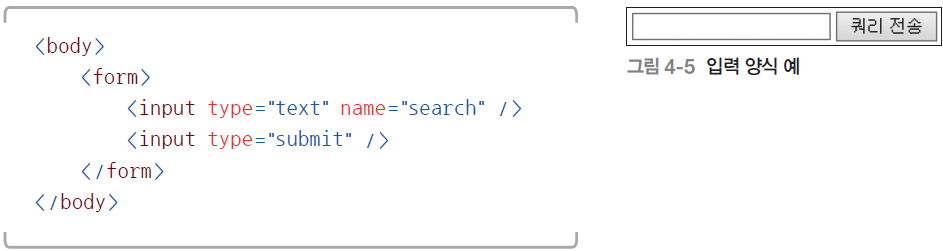 <body>
<form>
<input type="text" name="search" />
<input type="submit" />
</form>
</body>
쿼리 전송
그림 4-5 입력 양식 예